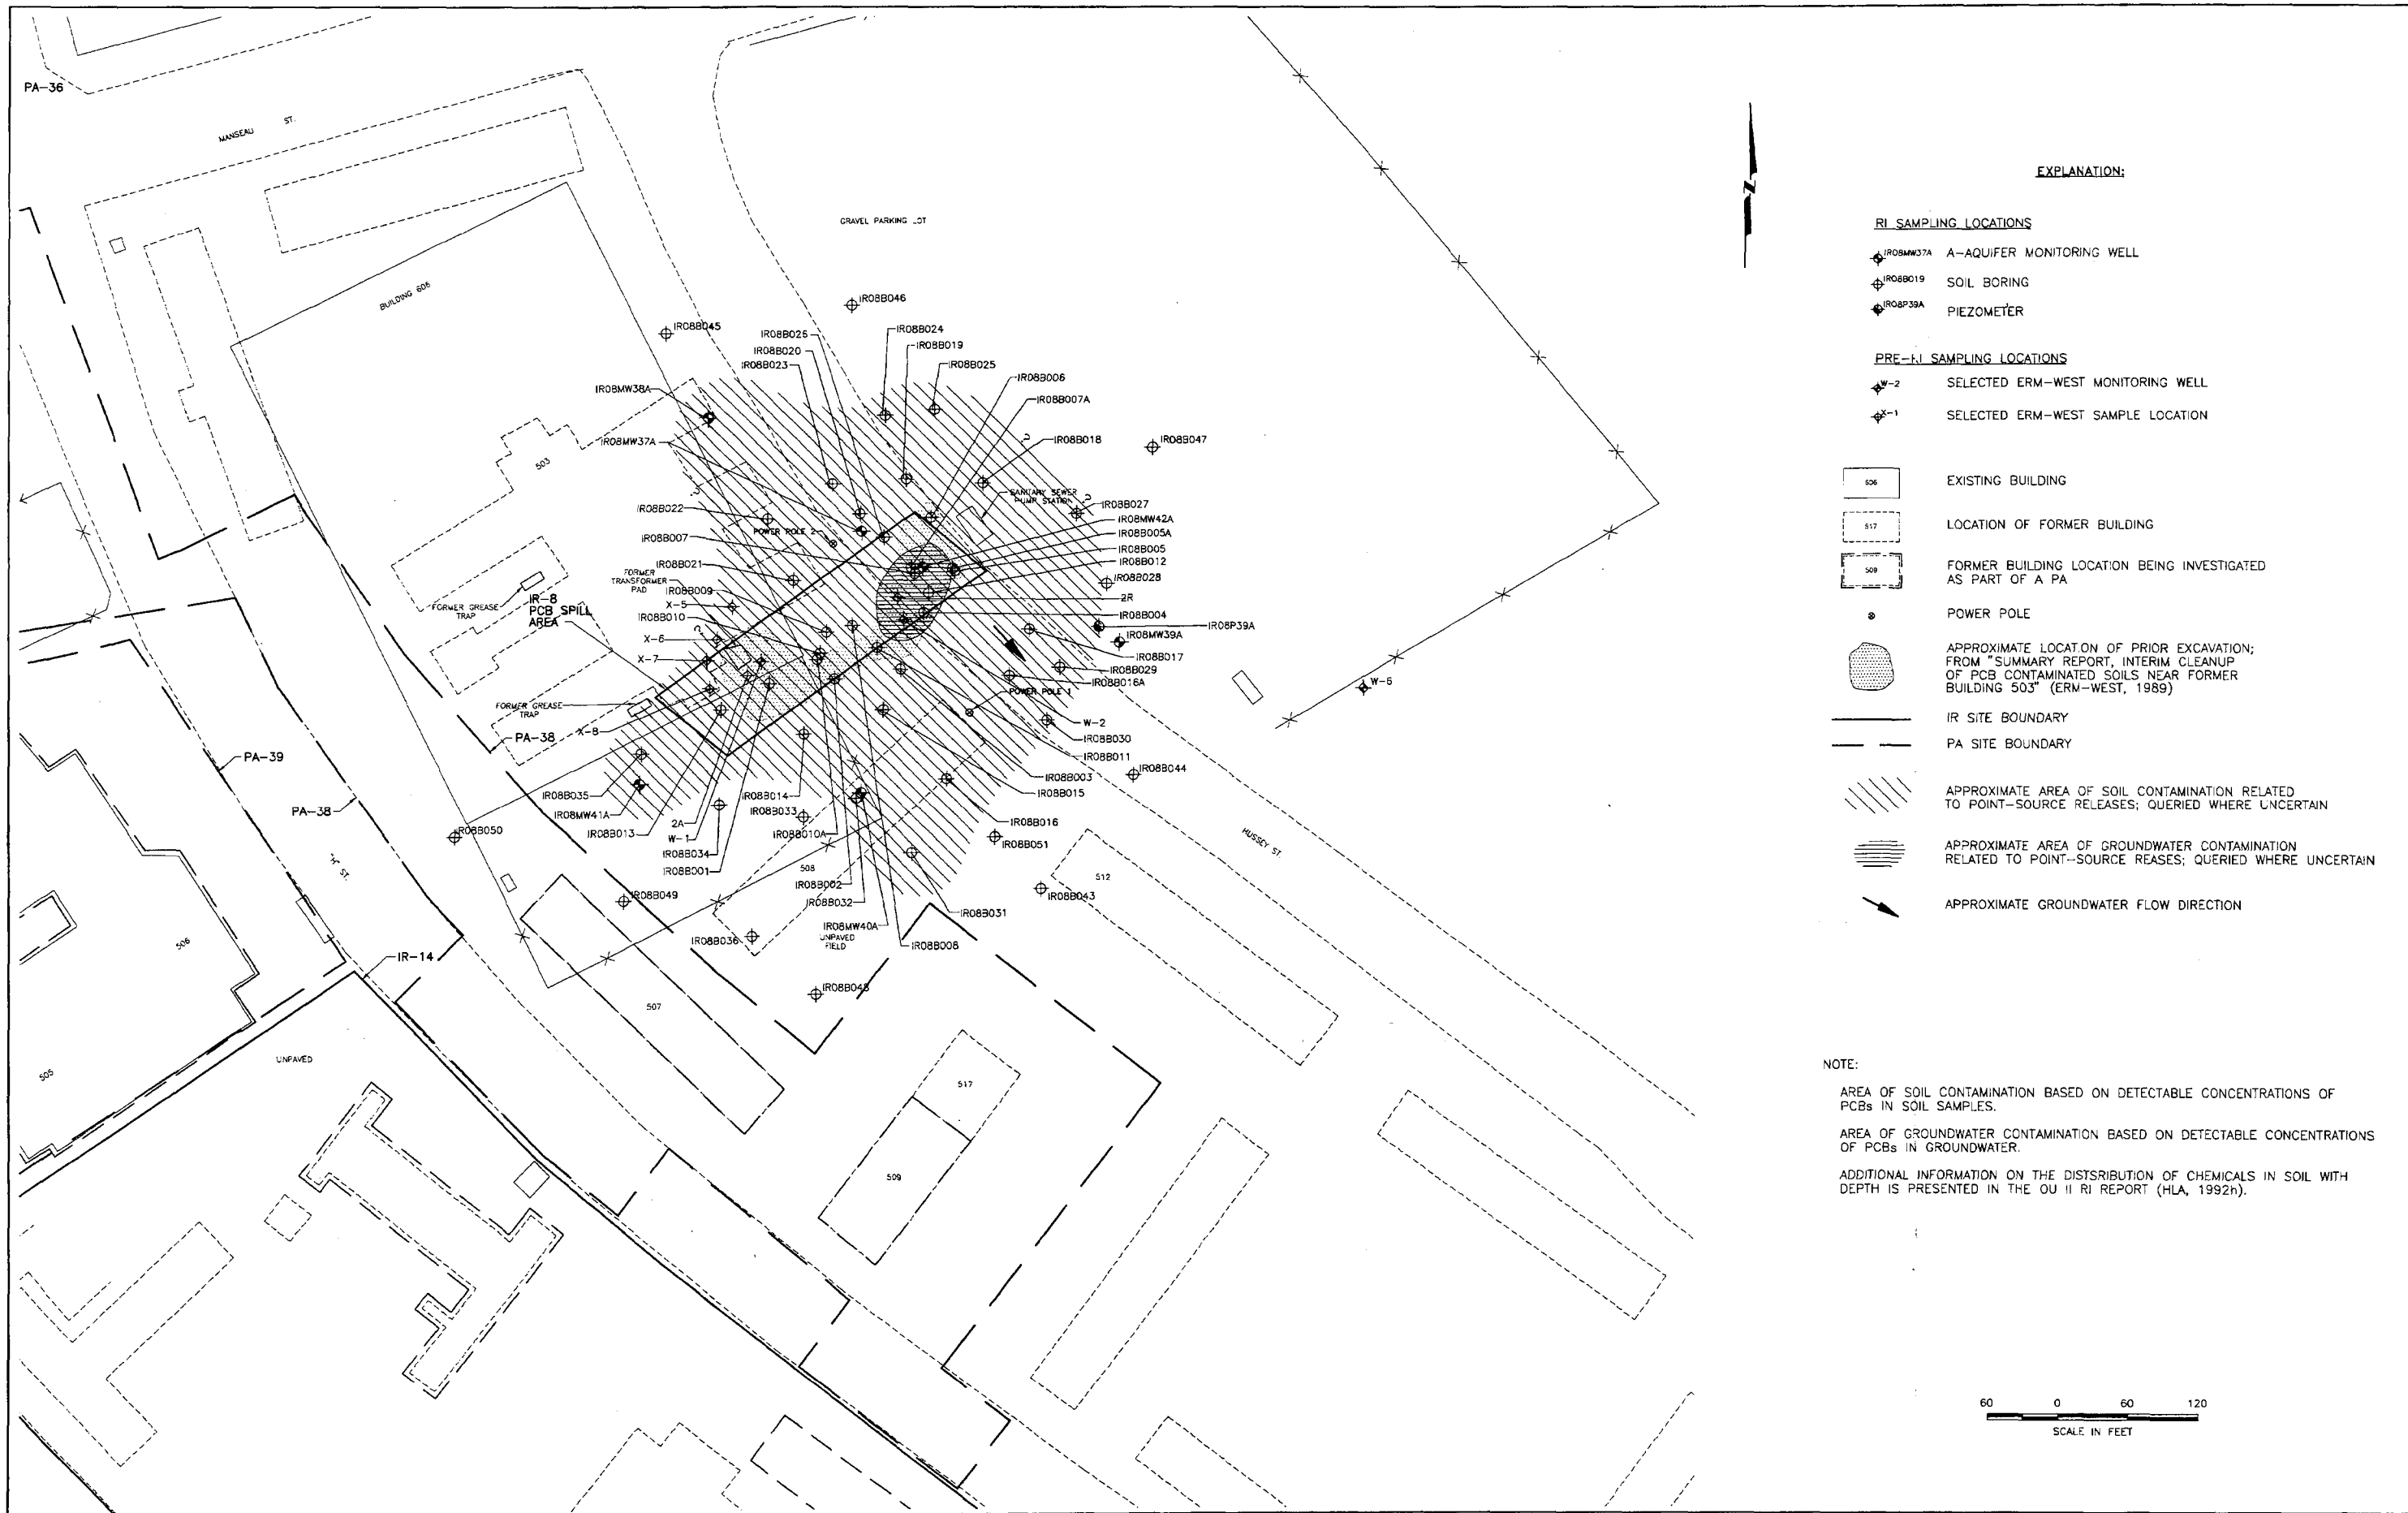 PA-36
MANSEAU ST.
GRAVEL PARKING LOT
BUILDING 606
IR08B045
IR08B046
IR08B024
IR08B019
IR08B025
IR08B006
IR08B007A
IR08B020
IR08B023
IR08MW38A
IR08MW37A
IR08B018
IR08B047
503
SANITARY SEWER
PUMP STATION
IR08B022
POWER POLE 2
IR08B007
IR08B027
IR08MW42A
IR08B005A
IR08B005
IR08B012
IR08B028
2R
IR08B004
IR08P39A
IR08MW39A
IR08B017
IR08B029
IR08B016A
IR08B021
FORMER
TRANSFORMER
PAD
IR08B009
X-5
IR08B010
X-6
X-7
X-8
FORMER GREASE
TRAP
IR-8
PCB SPILL
AREA
FORMER GREASE
TRAP
PA-38
PA-39
PA-38
POWER POLE 1
W-2
IR08B030
IR08B011
IR08B003
IR08B015
IR08B044
IR08B016
IR08B051
IR08B035
IR08MW41A
IR08B013
2A
W-1
IR08B034
IR08B001
IR08B014
IR08B033
IR08B010A
508
IR08B002
IR08B032
IR08MW40A
UNPAVED
FIELD
IR08B008
IR08B031
IR08B043
512
HUSSEY ST.
IR08B050
IR08B049
IR08B036
IR08B048
"H" ST.
506
505
IR-14
UNPAVED
507
517
509
EXPLANATION:
RI SAMPLING LOCATIONS
IR08MW37A A-AQUIFER MONITORING WELL
IR08B019 SOIL BORING
IR08P39A PIEZOMETER
PRE-RI SAMPLING LOCATIONS
W-2 SELECTED ERM-WEST MONITORING WELL
X-1 SELECTED ERM-WEST SAMPLE LOCATION
606 EXISTING BUILDING
517 LOCATION OF FORMER BUILDING
509 FORMER BUILDING LOCATION BEING INVESTIGATED
AS PART OF A PA
POWER POLE
APPROXIMATE LOCATION OF PRIOR EXCAVATION;
FROM "SUMMARY REPORT, INTERIM CLEANUP
OF PCB CONTAMINATED SOILS NEAR FORMER
BUILDING 503" (ERM-WEST, 1989)
IR SITE BOUNDARY
PA SITE BOUNDARY
APPROXIMATE AREA OF SOIL CONTAMINATION RELATED
TO POINT-SOURCE RELEASES; QUERIED WHERE UNCERTAIN
APPROXIMATE AREA OF GROUNDWATER CONTAMINATION
RELATED TO POINT-SOURCE REASES; QUERIED WHERE UNCERTAIN
APPROXIMATE GROUNDWATER FLOW DIRECTION
NOTE:
AREA OF SOIL CONTAMINATION BASED ON DETECTABLE CONCENTRATIONS OF
PCBs IN SOIL SAMPLES.
AREA OF GROUNDWATER CONTAMINATION BASED ON DETECTABLE CONCENTRATIONS
OF PCBs IN GROUNDWATER.
ADDITIONAL INFORMATION ON THE DISTSRIBUTION OF CHEMICALS IN SOIL WITH
DEPTH IS PRESENTED IN THE OU II RI REPORT (HLA, 1992h).
60 0 60 120
SCALE IN FEET